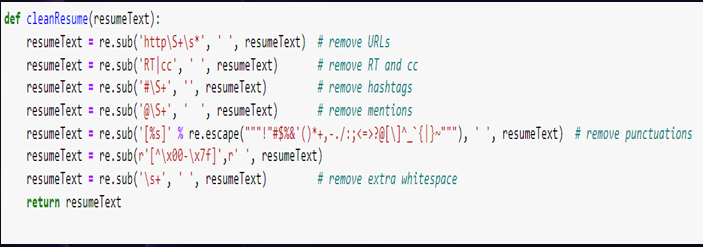 def cleanResume(resumeText):
    resumeText = re.sub('http\S+\s*', ' ', resumeText)  # remove URLs
    resumeText = re.sub('RT|cc', ' ', resumeText)       # remove RT and cc
    resumeText = re.sub('#\S+', '', resumeText)         # remove hashtags
    resumeText = re.sub('@\S+', '  ', resumeText)       # remove mentions
    resumeText = re.sub('[%s]' % re.escape("""!"#$%&'()*+,-./:;<=>?@[\]^_`{|}~"""), ' ', resumeText)  # remove punctuations
    resumeText = re.sub(r'[^\x00-\x7f]',r' ', resumeText)
    resumeText = re.sub('\s+', ' ', resumeText)         # remove extra whitespace
    return resumeText